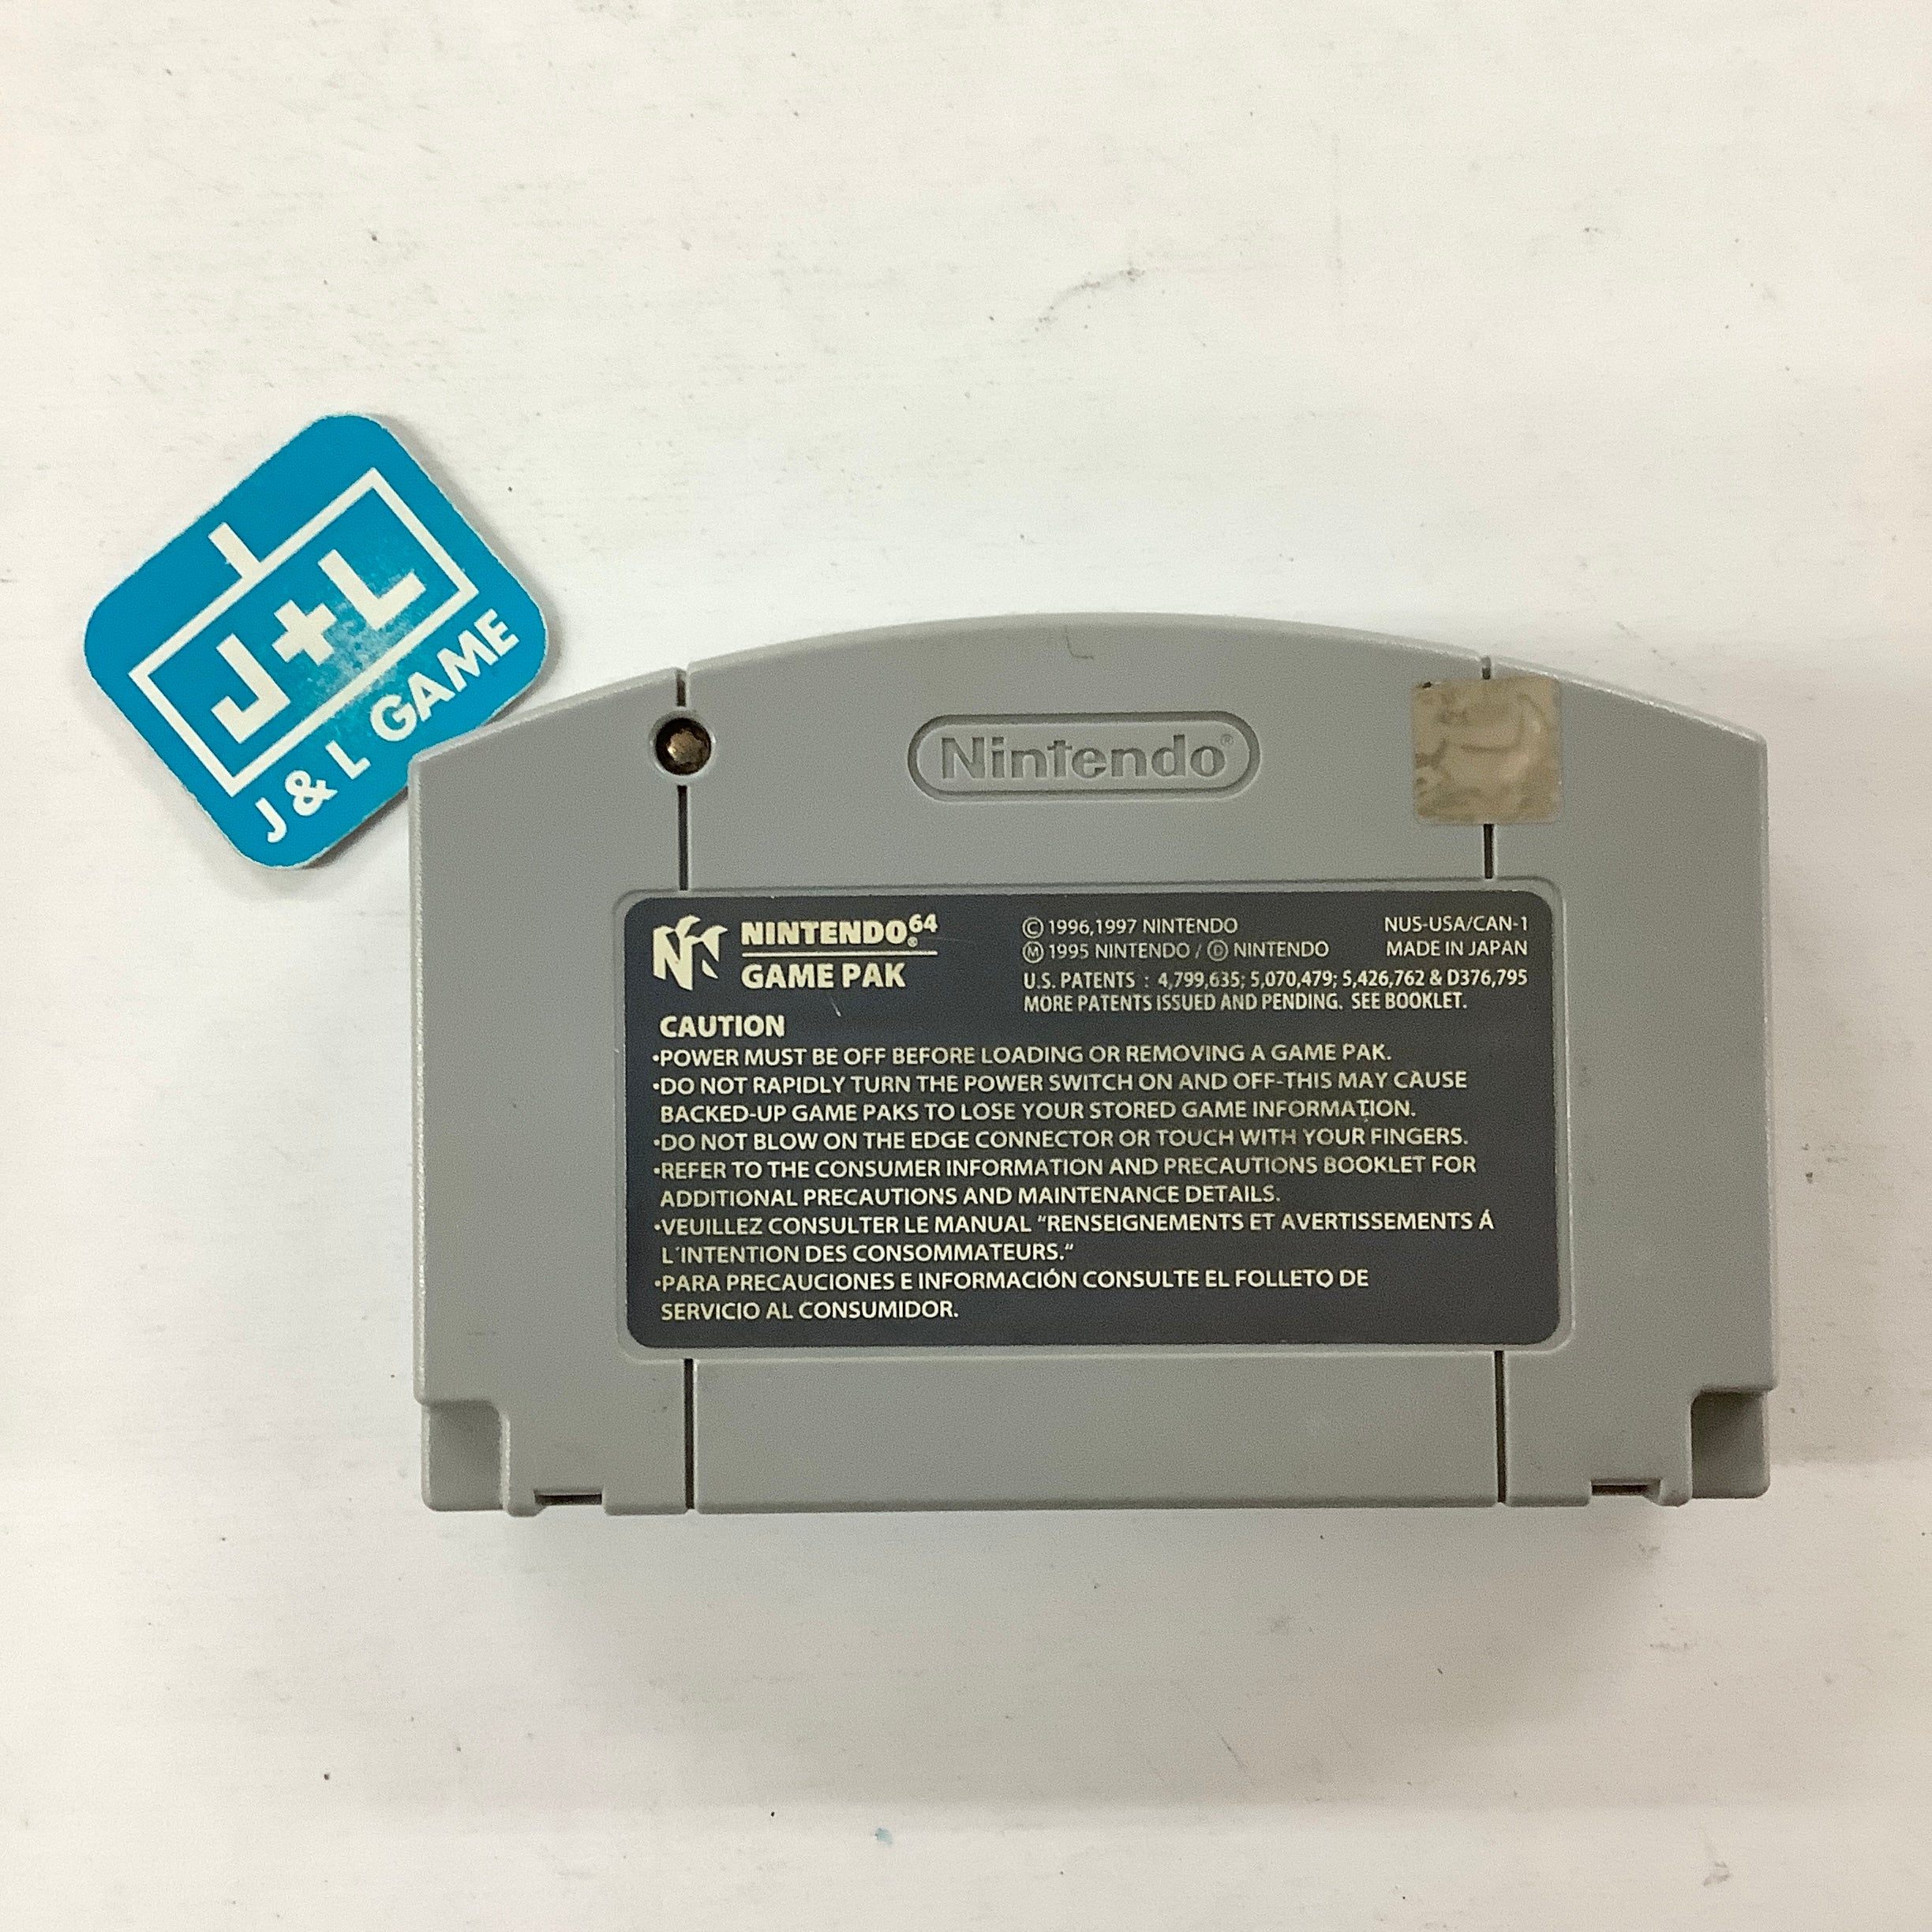 J+L
J & L GAME
Nintendo®
NINTENDO⁶⁴®
GAME PAK
© 1996,1997 NINTENDO
Ⓜ 1995 NINTENDO / Ⓓ NINTENDO
NUS-USA/CAN-1
MADE IN JAPAN
U.S. PATENTS : 4,799,635; 5,070,479; 5,426,762 & D376,795
MORE PATENTS ISSUED AND PENDING. SEE BOOKLET.
CAUTION
•POWER MUST BE OFF BEFORE LOADING OR REMOVING A GAME PAK.
•DO NOT RAPIDLY TURN THE POWER SWITCH ON AND OFF-THIS MAY CAUSE
BACKED-UP GAME PAKS TO LOSE YOUR STORED GAME INFORMATION.
•DO NOT BLOW ON THE EDGE CONNECTOR OR TOUCH WITH YOUR FINGERS.
•REFER TO THE CONSUMER INFORMATION AND PRECAUTIONS BOOKLET FOR
ADDITIONAL PRECAUTIONS AND MAINTENANCE DETAILS.
•VEUILLEZ CONSULTER LE MANUAL "RENSEIGNEMENTS ET AVERTISSEMENTS Á
L'INTENTION DES CONSOMMATEURS."
•PARA PRECAUCIONES E INFORMACIÓN CONSULTE EL FOLLETO DE
SERVICIO AL CONSUMIDOR.